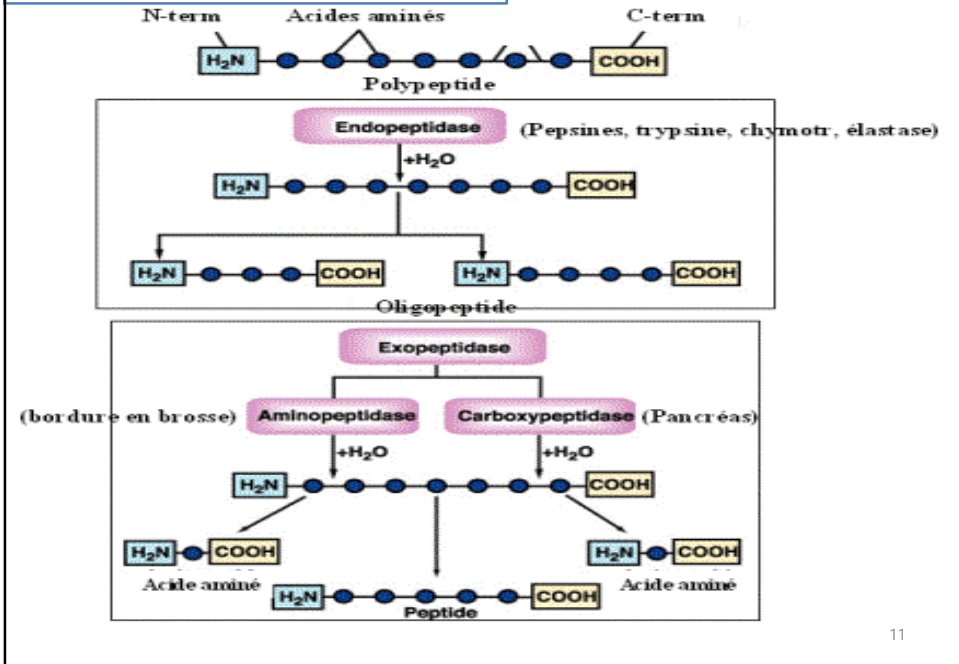 N-term Acides aminés C-term
H₂N COOH
Polypeptide
Endopeptidase (Pepsines, trypsine, chymotr, élastase)
+H₂O
H₂N COOH
H₂N COOH H₂N COOH
Oligopeptide
Exopeptidase
(bordure en brosse) Aminopeptidase Carboxypeptidase (Pancréas)
+H₂O +H₂O
H₂N COOH
H₂N COOH H₂N COOH
Acide aminé Acide aminé
H₂N COOH
Peptide
11